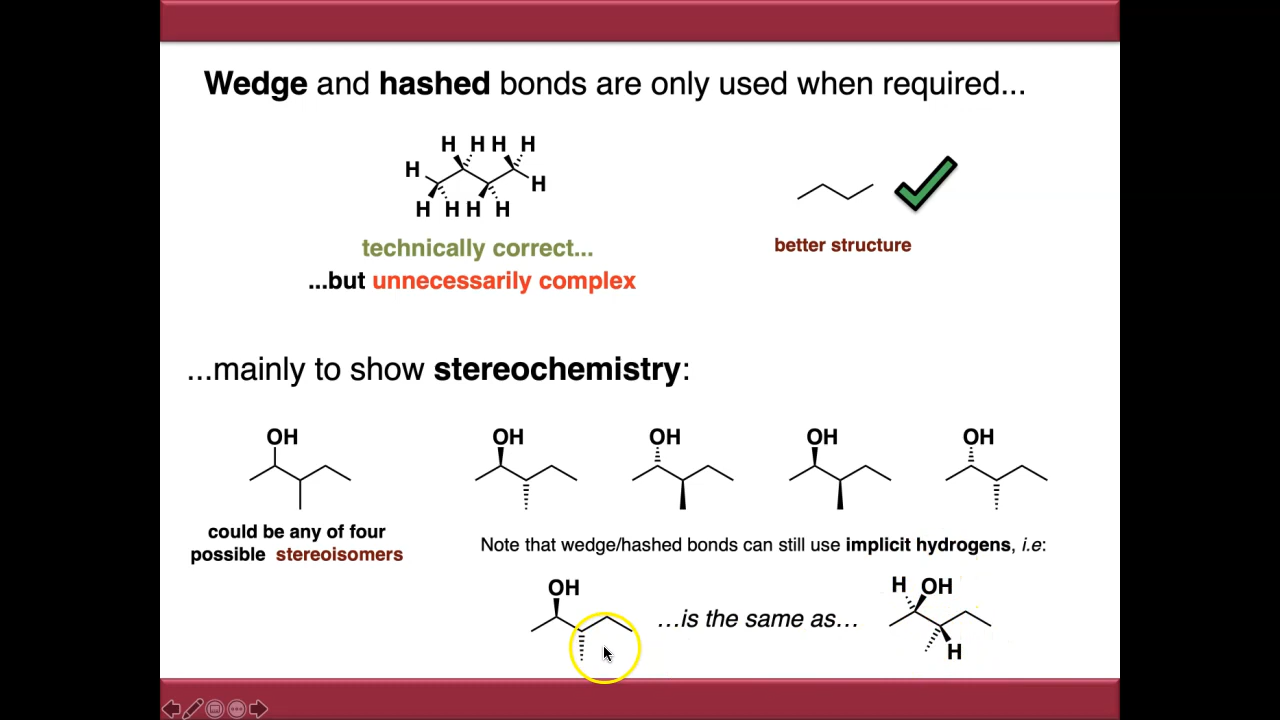 Wedge and hashed bonds are only used when required...
H H H H
H
H
H H H H
technically correct...
...but unnecessarily complex
better structure
...mainly to show stereochemistry:
OH
OH
OH
OH
OH
could be any of four
possible stereoisomers
Note that wedge/hashed bonds can still use implicit hydrogens, i.e:
OH
...is the same as...
H OH
H